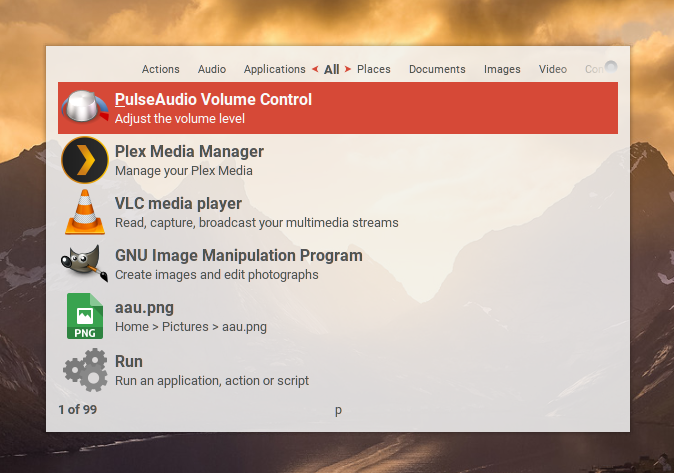 Actions Audio Applications All Places Documents Images Video
PulseAudio Volume Control
Adjust the volume level
Plex Media Manager
Manage your Plex Media
VLC media player
Read, capture, broadcast your multimedia streams
GNU Image Manipulation Program
Create images and edit photographs
aau.png
Home > Pictures > aau.png
PNG
Run
Run an application, action or script
1 of 99 p